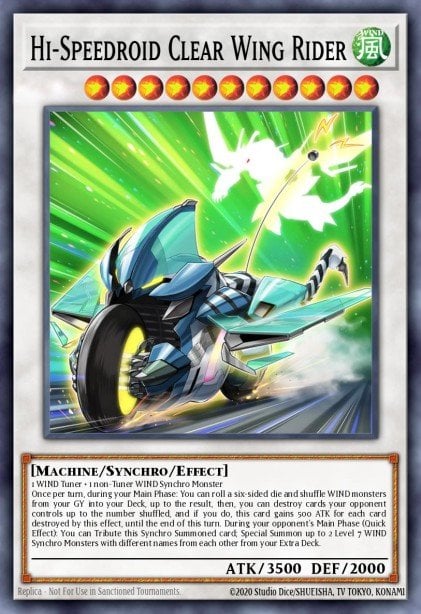 Hi-Speedroid Clear Wing Rider
WIND
風
[Machine/Synchro/Effect]
1 WIND Tuner + 1 non-Tuner WIND Synchro Monster
Once per turn, during your Main Phase: You can roll a six-sided die and shuffle WIND monsters
from your GY into your Deck, up to the result, then, you can destroy cards your opponent
controls up to the number shuffled, and if you do, this card gains 500 ATK for each card
destroyed by this effect, until the end of this turn. During your opponent's Main Phase (Quick
Effect): You can Tribute this Synchro Summoned card; Special Summon up to 2 Level 7 WIND
Synchro Monsters with different names from each other from your Extra Deck.
ATK/3500 DEF/2000
Replica - Not For Use in Sanctioned Tournaments.
©2020 Studio Dice/SHUEISHA, TV TOKYO, KONAMI